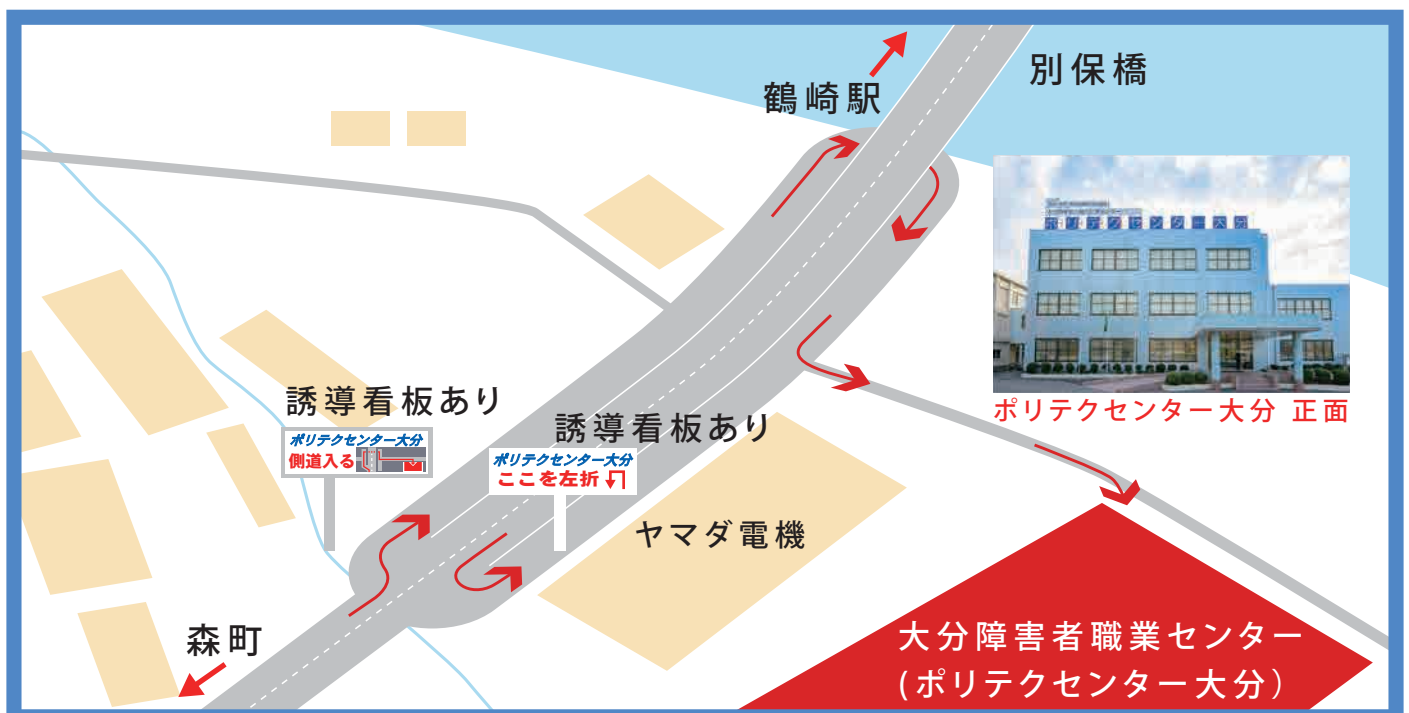 別保橋
鶴崎駅
ポリテクセンター大分
ポリテクセンター大分 正面
誘導看板あり
ポリテクセンター大分
側道入る
誘導看板あり
ポリテクセンター大分
ここを左折
ヤマダ電機
森町
大分障害者職業センター
(ポリテクセンター大分)